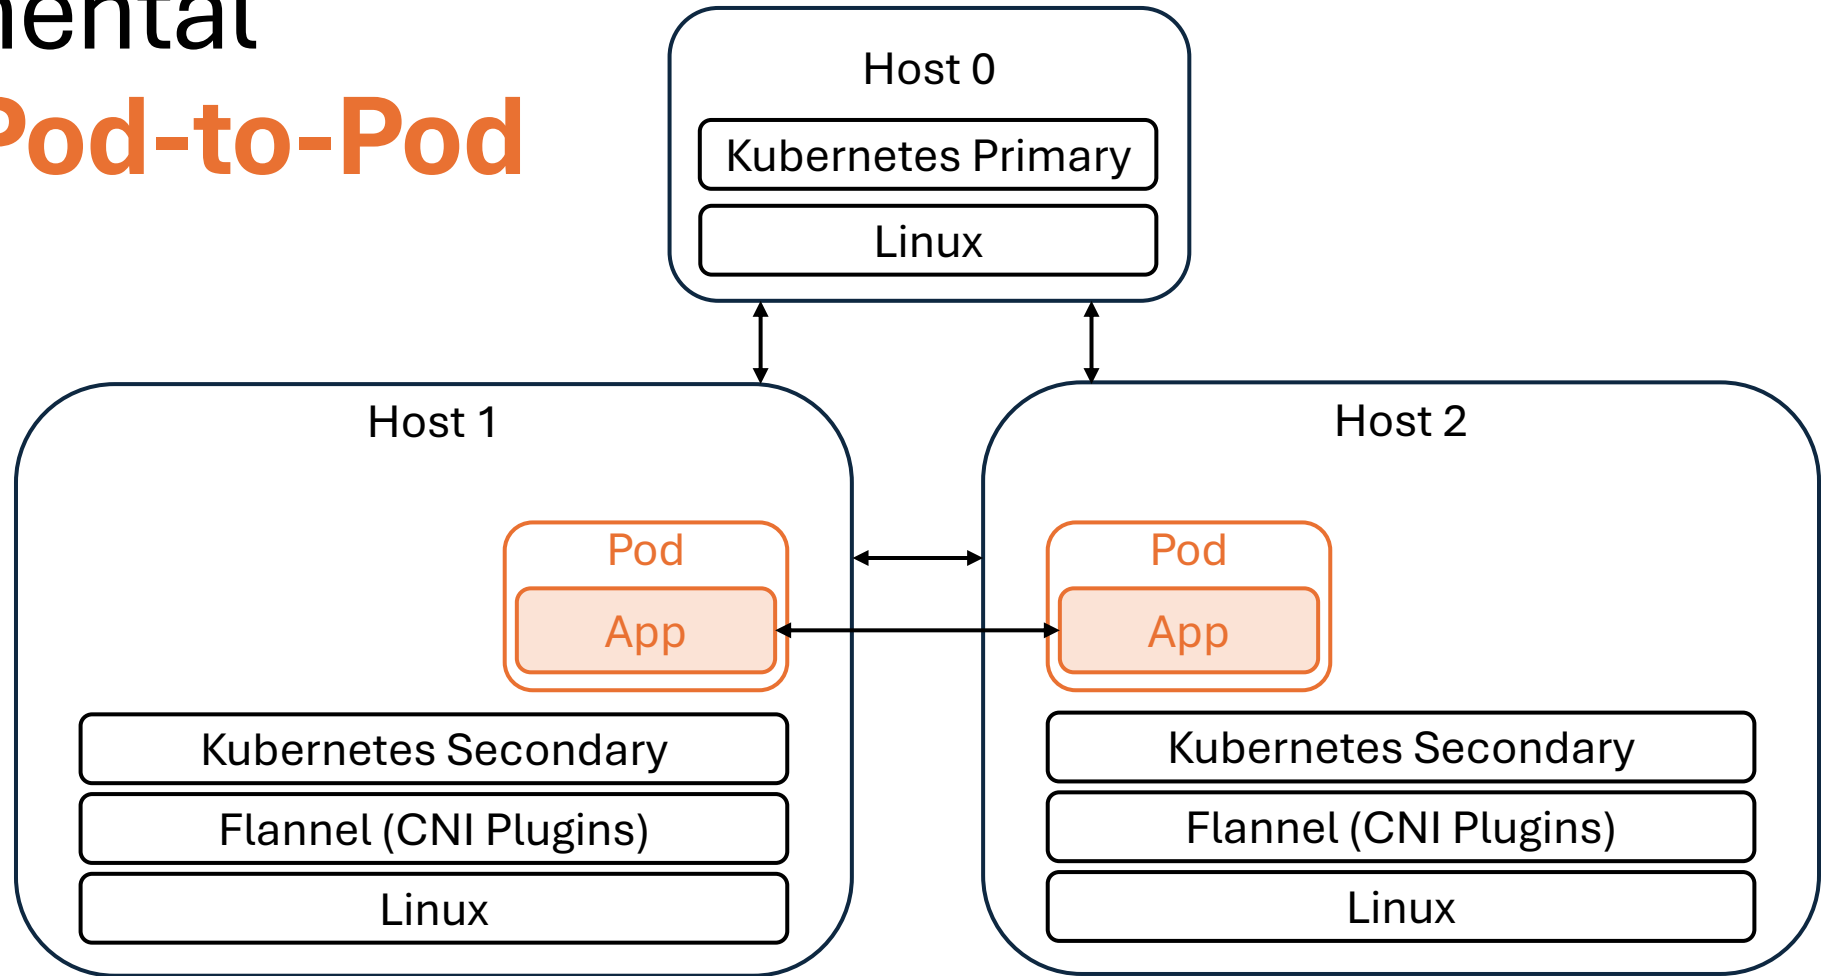 mental
Pod-to-Pod
Host 0
Kubernetes Primary
Linux
Host 1
Pod
App
Kubernetes Secondary
Flannel (CNI Plugins)
Linux
Host 2
Pod
App
Kubernetes Secondary
Flannel (CNI Plugins)
Linux